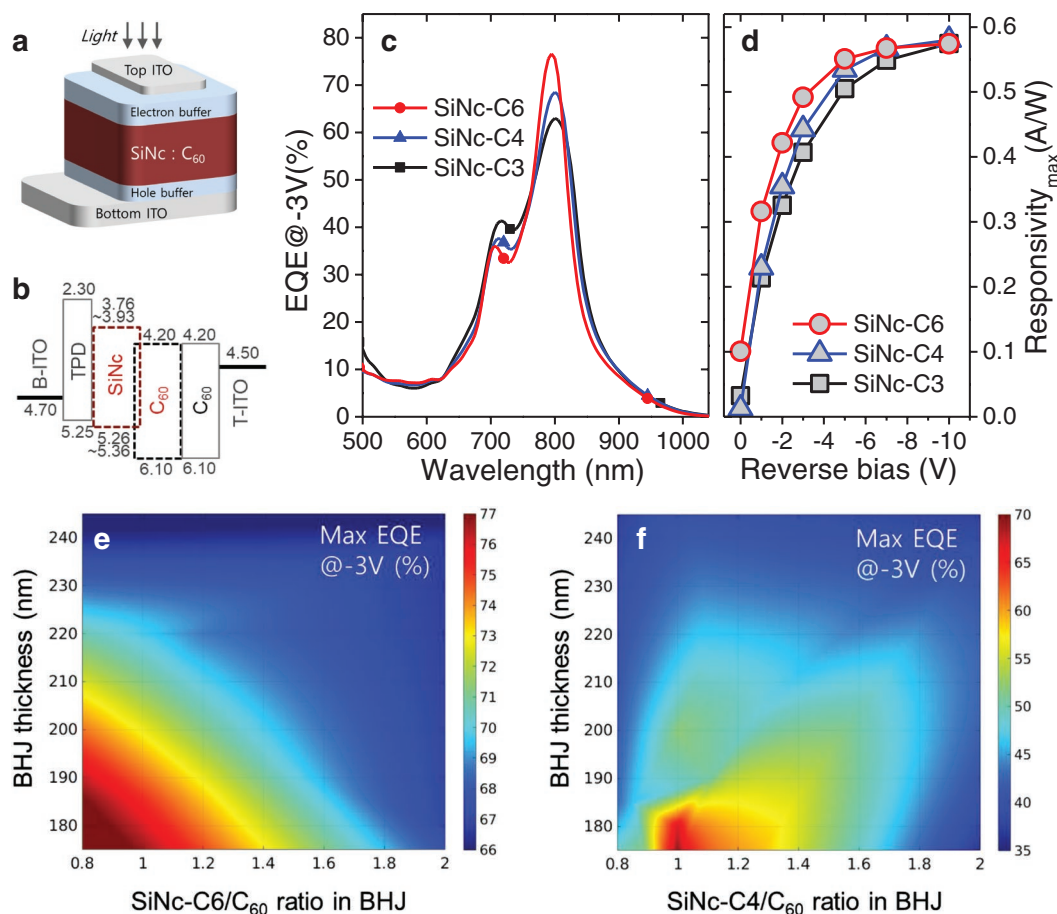 a
Light
Top ITO
Electron buffer
SiNc : C60
Hole buffer
Bottom ITO
b
2.30
3.76
~3.93
4.20
4.20
4.50
B-ITO
TPD
SiNc
C60
C60
T-ITO
4.70
5.25
5.26
~5.36
6.10
6.10
c
SiNc-C6
SiNc-C4
SiNc-C3
EQE@-3V(%)
80
70
60
50
40
30
20
10
0
500 600 700 800 900 1000
Wavelength (nm)
d
SiNc-C6
SiNc-C4
SiNc-C3
0.6
0.5
0.4
0.3
0.2
0.1
0.0
Responsivitymax (A/W)
0 -2 -4 -6 -8 -10
Reverse bias (V)
e
Max EQE
@-3V (%)
BHJ thickness (nm)
240
230
220
210
200
190
180
0.8 1 1.2 1.4 1.6 1.8 2
SiNc-C6/C60 ratio in BHJ
77
76
75
74
73
72
71
70
69
68
67
66
f
Max EQE
@-3V (%)
BHJ thickness (nm)
240
230
220
210
200
190
180
0.8 1 1.2 1.4 1.6 1.8 2
SiNc-C4/C60 ratio in BHJ
70
65
60
55
50
45
40
35